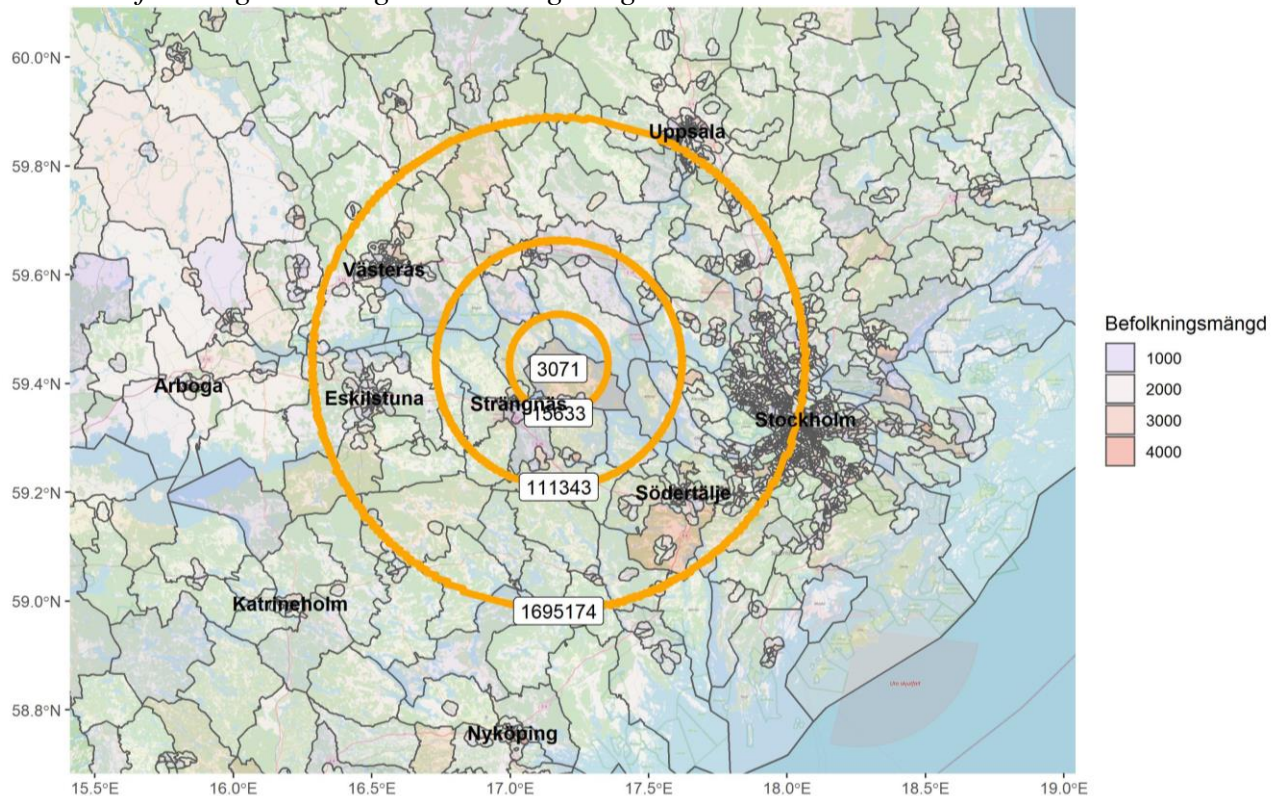 60.0°N
Uppsala
59.8°N
59.6°N
Västerås
Befolkningsmängd
1000
2000
3000
4000
3071
59.4°N
Arboga
Eskilstuna
Strängnäs
15633
Stockholm
59.2°N
111343
Södertälje
59.0°N
Katrineholm
1695174
58.8°N
Nyköping
15.5°E
16.0°E
16.5°E
17.0°E
17.5°E
18.0°E
18.5°E
19.0°E